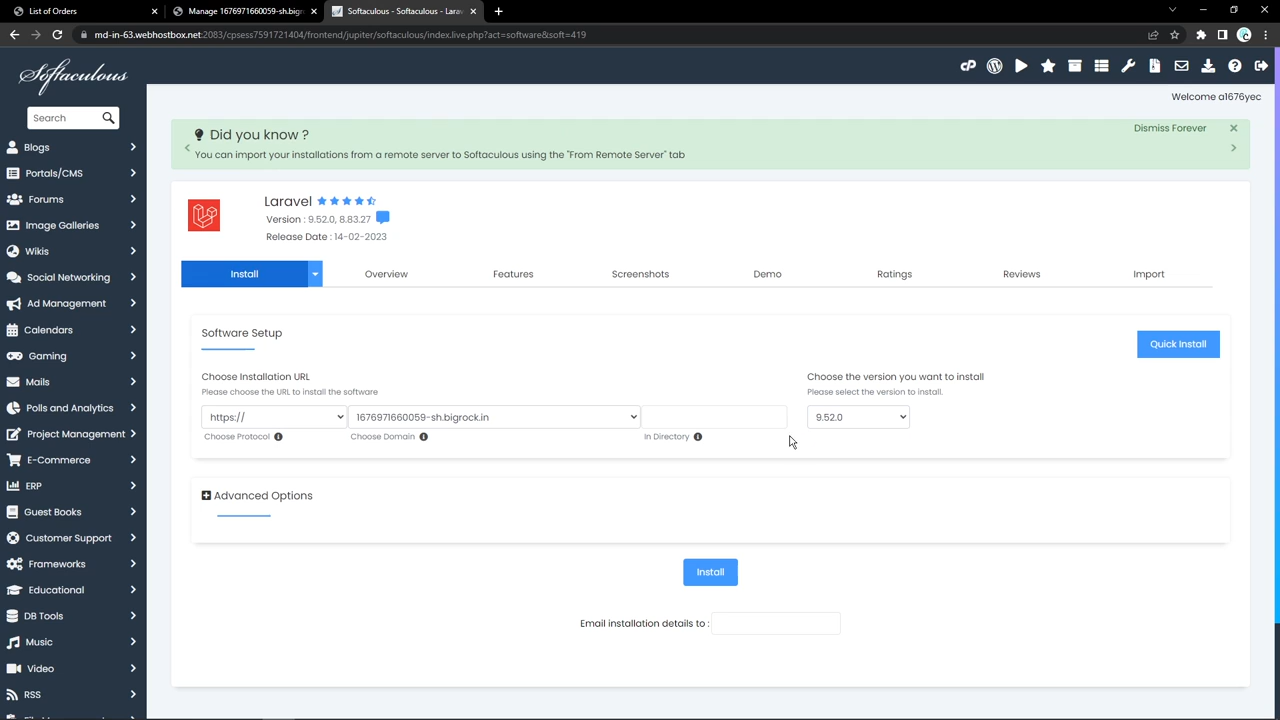 List of Orders
Manage 1676971660059-sh.bigro
Softaculous - Softaculous - Larav
md-in-63.webhostbox.net:2083/cpsess7591721404/frontend/jupiter/softaculous/index.live.php?act=software&soft=419
Softaculous
Welcome a1676yec
Search
Blogs
Portals/CMS
Forums
Image Galleries
Wikis
Social Networking
Ad Management
Calendars
Gaming
Mails
Polls and Analytics
Project Management
E-Commerce
ERP
Guest Books
Customer Support
Frameworks
Educational
DB Tools
Music
Video
RSS
Did you know ?
Dismiss Forever
You can import your installations from a remote server to Softaculous using the "From Remote Server" tab
Laravel
Version : 9.52.0, 8.83.27
Release Date : 14-02-2023
Install Overview Features Screenshots Demo Ratings Reviews Import
Software Setup
Quick Install
Choose Installation URL
Please choose the URL to install the software
https:// 1676971660059-sh.bigrock.in
Choose Protocol Choose Domain In Directory
Choose the version you want to install
Please select the version to install.
9.52.0
Advanced Options
Install
Email installation details to :